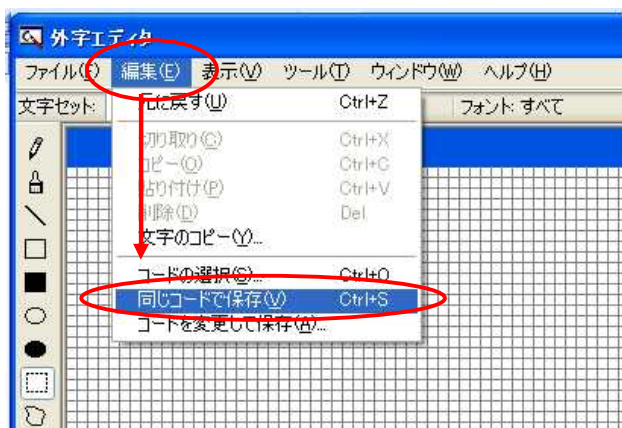 外字エディタ
ファイル(F) 編集(E) 表示(V) ツール(T) ウィンドウ(W) ヘルプ(H)
文字セット: フォント: すべて
元に戻す(U) Ctrl+Z
切り取り(C) Ctrl+X
コピー(O) Ctrl+C
貼り付け(P) Ctrl+V
削除(D) Del
文字のコピー(Y)...
コードの選択(S)... Ctrl+O
同じコードで保存(V) Ctrl+S
コードを変更して保存(A)...